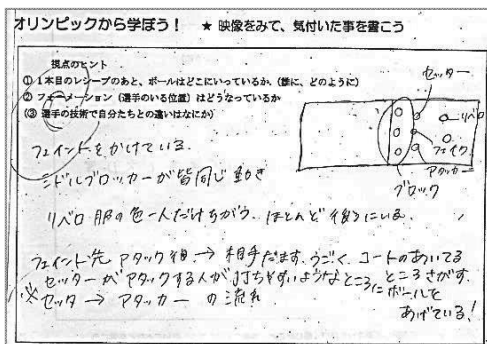 オリンピックから学ぼう！ ★ 映像をみて、気付いた事を書こう
視点のヒント
① 1本目のレシーブのあと、ボールはどこにいっているか、(誰に、どのように)
② フォーメーション（選手のいる位置）はどうなっているか
(③ 選手の技術で自分たちとの違いはなにか)
セッター
リベロ
フェイク
アタッカー
ブロック
フェイントをかけている。
ミドルブロッカーが皆同じ動き
リベロ 服の色一人だけちがう。ほとんど後ろにいる。
フェイント先 アタック後 → 相手だます。うごく、コートのあいてる
ところさがす。
セッターがアタックする人が打ちやすいようなところにボールを
あげている！
※セッタ → アタッカー の流れ